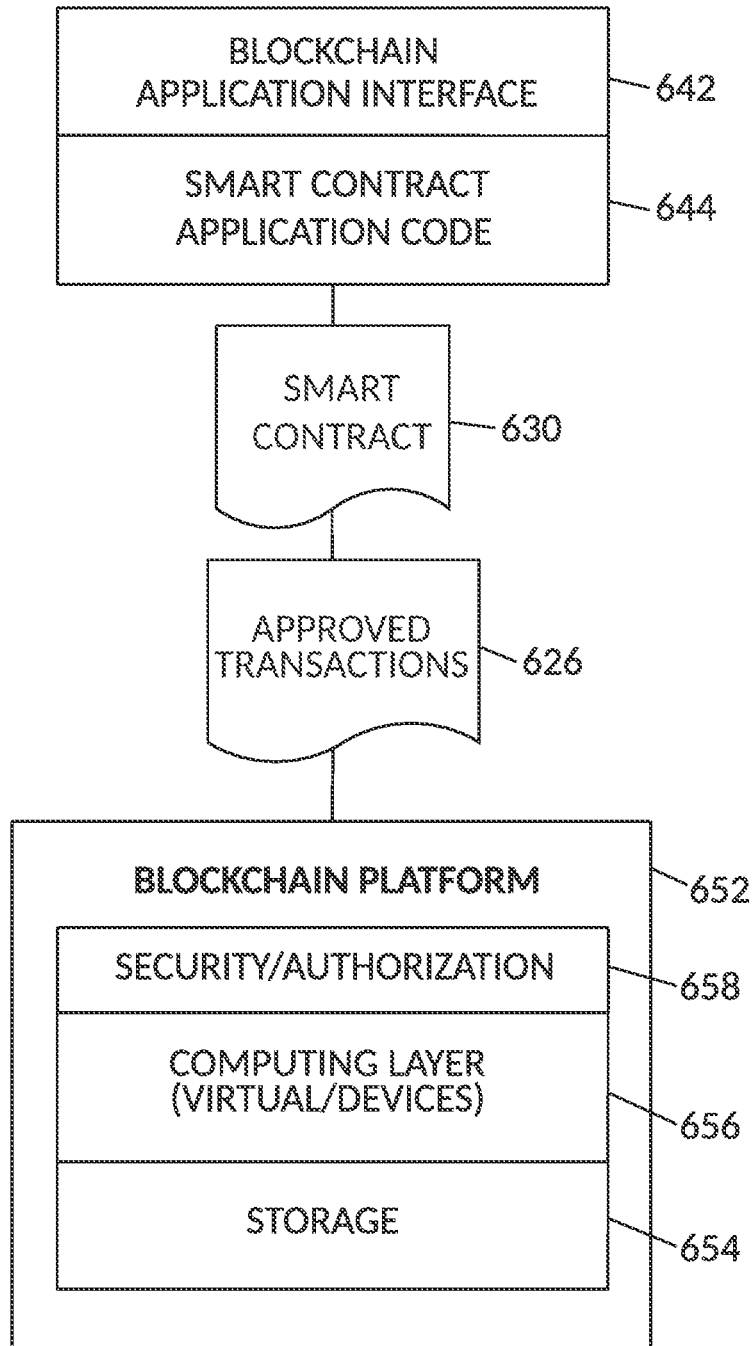 BLOCKCHAIN
APPLICATION INTERFACE
642
SMART CONTRACT
APPLICATION CODE
644
SMART
CONTRACT
630
APPROVED
TRANSACTIONS
626
BLOCKCHAIN PLATFORM
652
SECURITY/AUTHORIZATION
658
COMPUTING LAYER
(VIRTUAL/DEVICES)
656
STORAGE
654